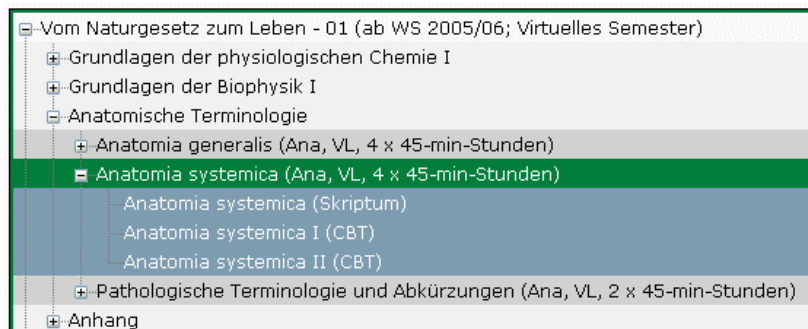 Vom Naturgesetz zum Leben - 01 (ab WS 2005/06; Virtuelles Semester)
Grundlagen der physiologischen Chemie I
Grundlagen der Biophysik I
Anatomische Terminologie
Anatomia generalis (Ana, VL, 4 x 45-min-Stunden)
Anatomia systemica (Ana, VL, 4 x 45-min-Stunden)
Anatomia systemica (Skriptum)
Anatomia systemica I (CBT)
Anatomia systemica II (CBT)
Pathologische Terminologie und Abkürzungen (Ana, VL, 2 x 45-min-Stunden)
Anhang